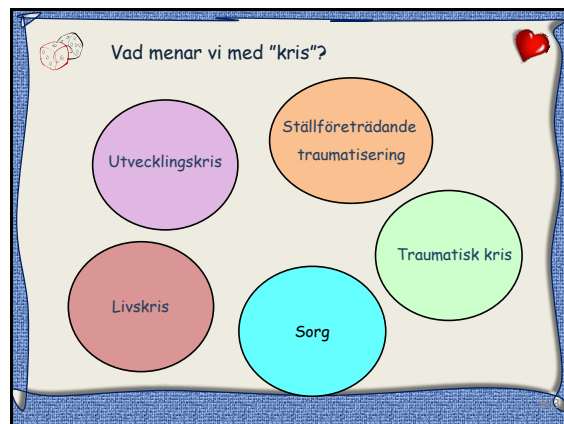 Vad menar vi med ”kris”?
Ställföreträdande
traumatisering
Utvecklingskris
Traumatisk kris
Livskris
Sorg